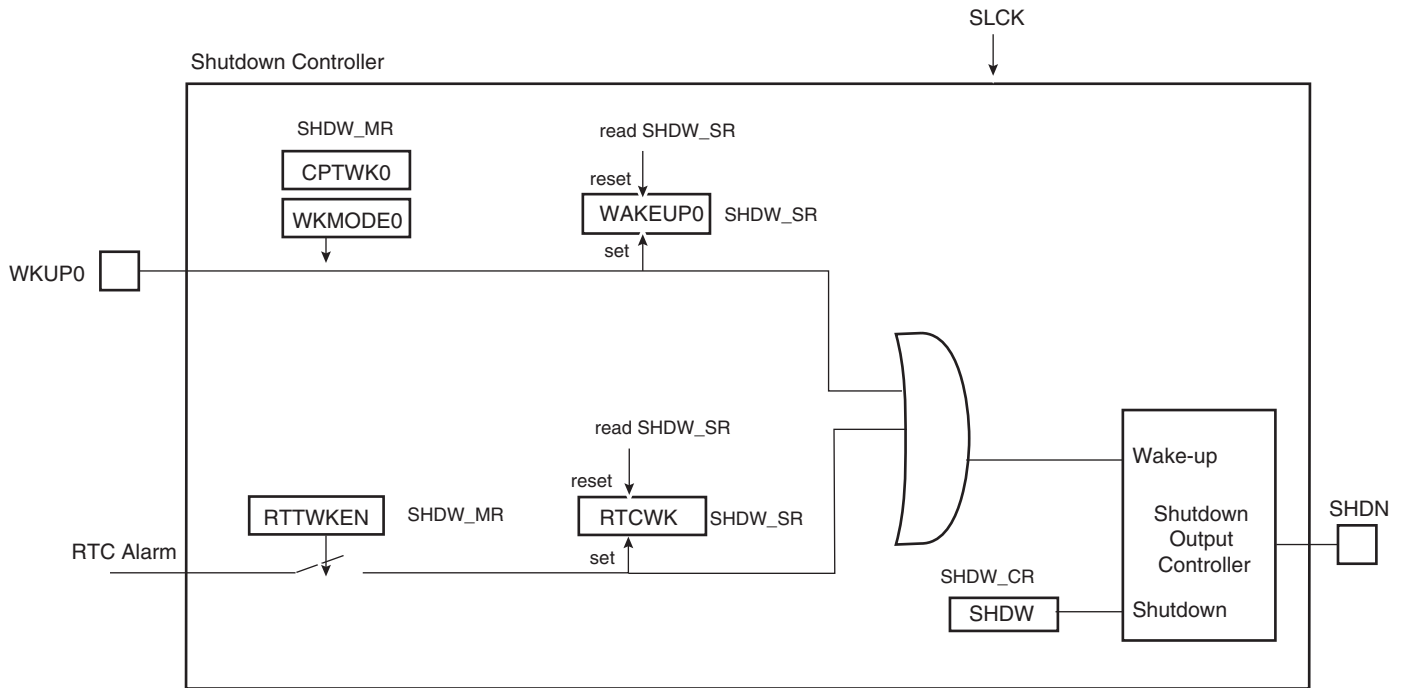 SLCK
Shutdown Controller
SHDW_MR
CPTWK0
WKMODE0
read SHDW_SR
reset
WAKEUP0
SHDW_SR
set
WKUP0
read SHDW_SR
reset
RTTWKEN
SHDW_MR
RTCWK
SHDW_SR
set
RTC Alarm
Wake-up
Shutdown
Output
Controller
SHDN
SHDW_CR
SHDW
Shutdown